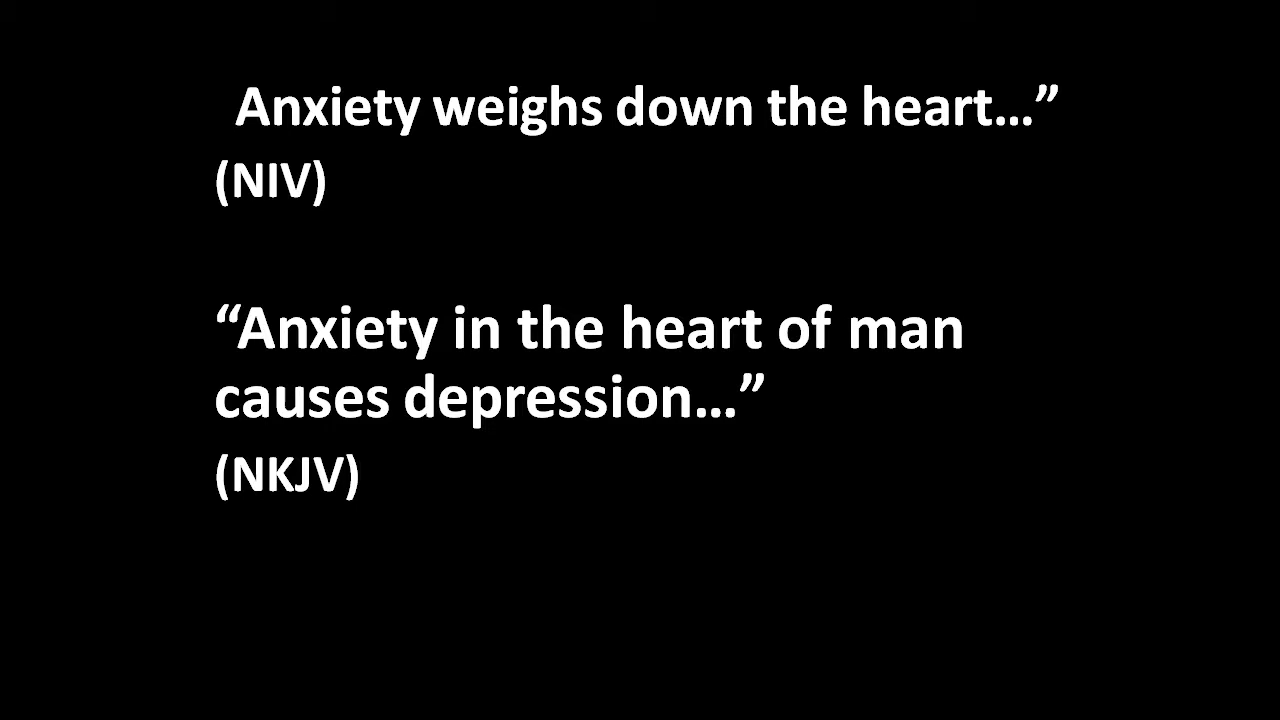 Anxiety weighs down the heart…”
(NIV)
“Anxiety in the heart of man
causes depression…”
(NKJV)